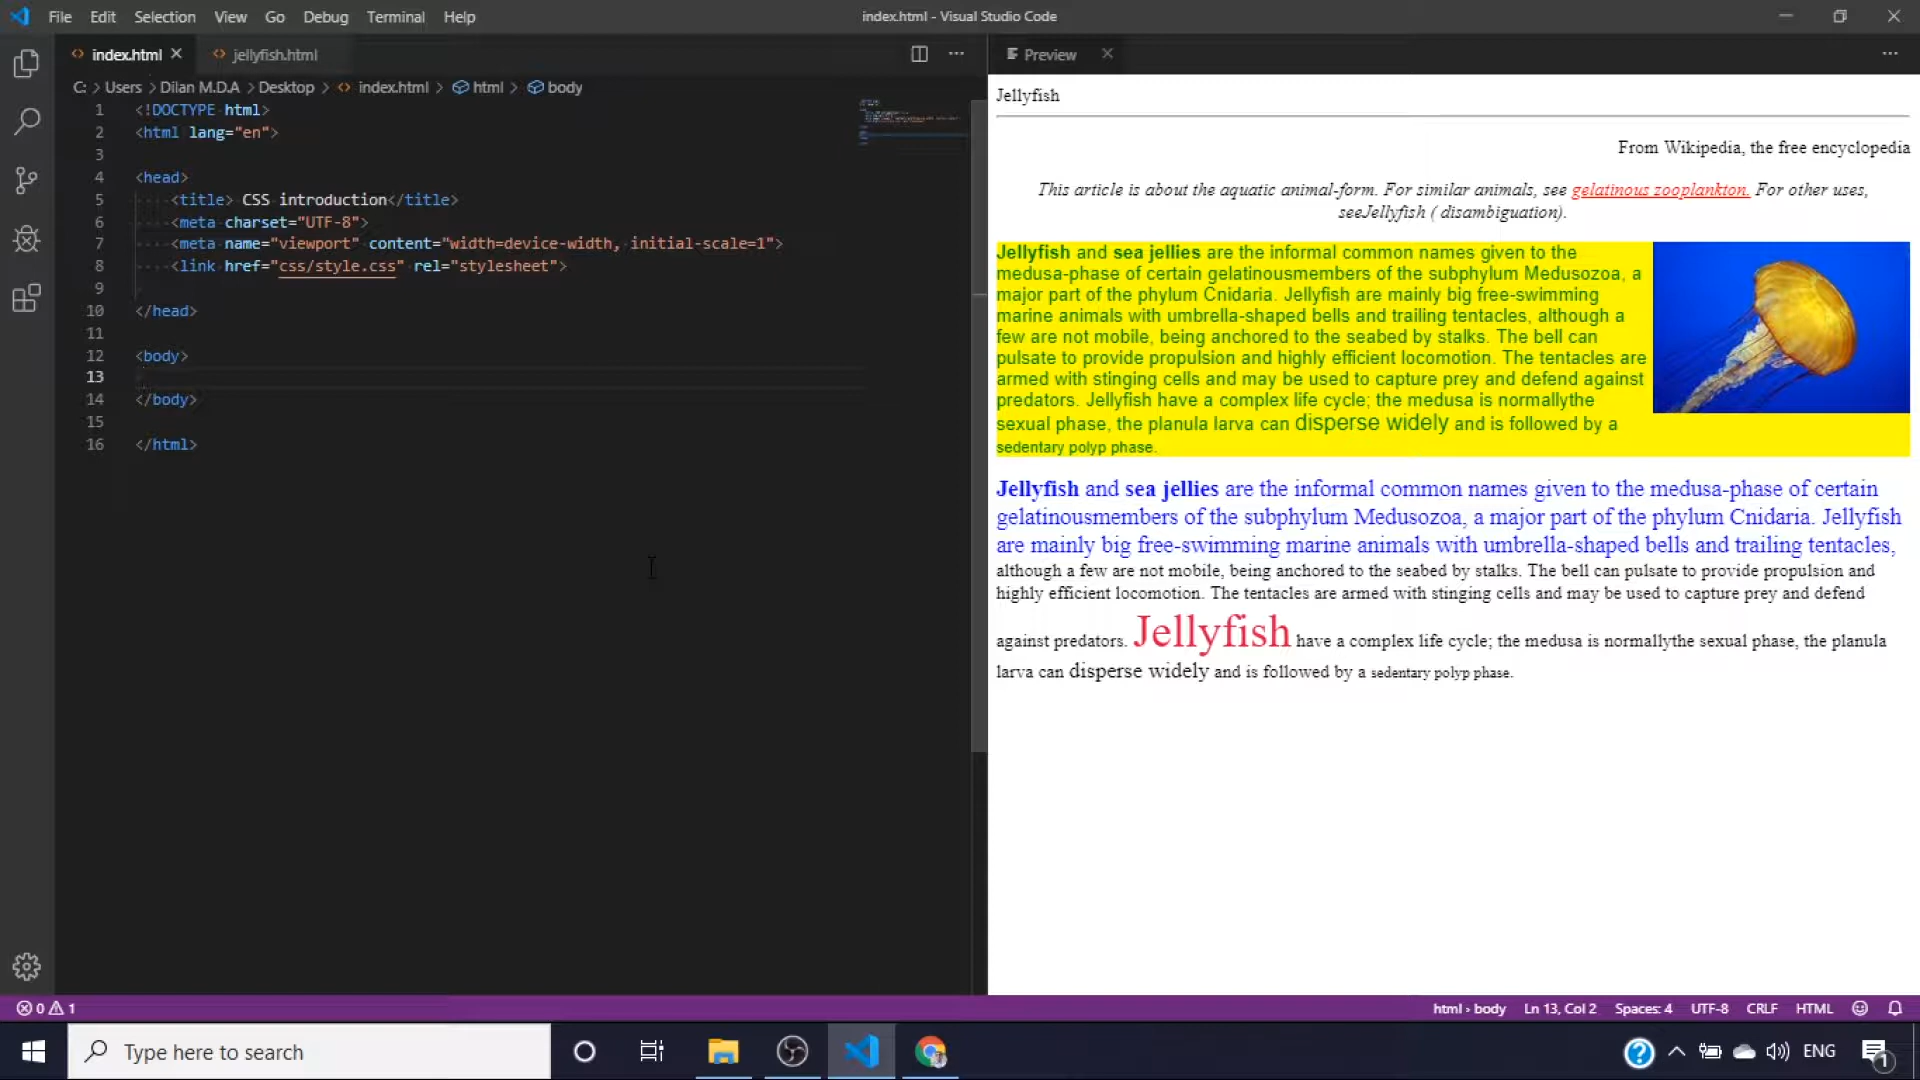 File Edit Selection View Go Debug Terminal Help
index.html - Visual Studio Code
index.html
jellyfish.html
C: > Users > Dilan M.D.A > Desktop > index.html > html > body
1 <!DOCTYPE html>
2 <html lang="en">
3
4 <head>
5 <title> CSS introduction</title>
6 <meta charset="UTF-8">
7 <meta name="viewport" content="width=device-width, initial-scale=1">
8 <link href="css/style.css" rel="stylesheet">
9
10 </head>
11
12 <body>
13
14 </body>
15
16 </html>
Preview
Jellyfish
From Wikipedia, the free encyclopedia
This article is about the aquatic animal-form. For similar animals, see gelatinous zooplankton. For other uses,
seeJellyfish ( disambiguation).
Jellyfish and sea jellies are the informal common names given to the
medusa-phase of certain gelatinousmembers of the subphylum Medusozoa, a
major part of the phylum Cnidaria. Jellyfish are mainly big free-swimming
marine animals with umbrella-shaped bells and trailing tentacles, although a
few are not mobile, being anchored to the seabed by stalks. The bell can
pulsate to provide propulsion and highly efficient locomotion. The tentacles are
armed with stinging cells and may be used to capture prey and defend against
predators. Jellyfish have a complex life cycle; the medusa is normallythe
sexual phase, the planula larva can disperse widely and is followed by a
sedentary polyp phase.
Jellyfish and sea jellies are the informal common names given to the medusa-phase of certain
gelatinousmembers of the subphylum Medusozoa, a major part of the phylum Cnidaria. Jellyfish
are mainly big free-swimming marine animals with umbrella-shaped bells and trailing tentacles,
although a few are not mobile, being anchored to the seabed by stalks. The bell can pulsate to provide propulsion and
highly efficient locomotion. The tentacles are armed with stinging cells and may be used to capture prey and defend
against predators. Jellyfish have a complex life cycle; the medusa is normallythe sexual phase, the planula
larva can disperse widely and is followed by a sedentary polyp phase.
0 1
html › body Ln 13, Col 2 Spaces: 4 UTF-8 CRLF HTML
Type here to search
ENG
1